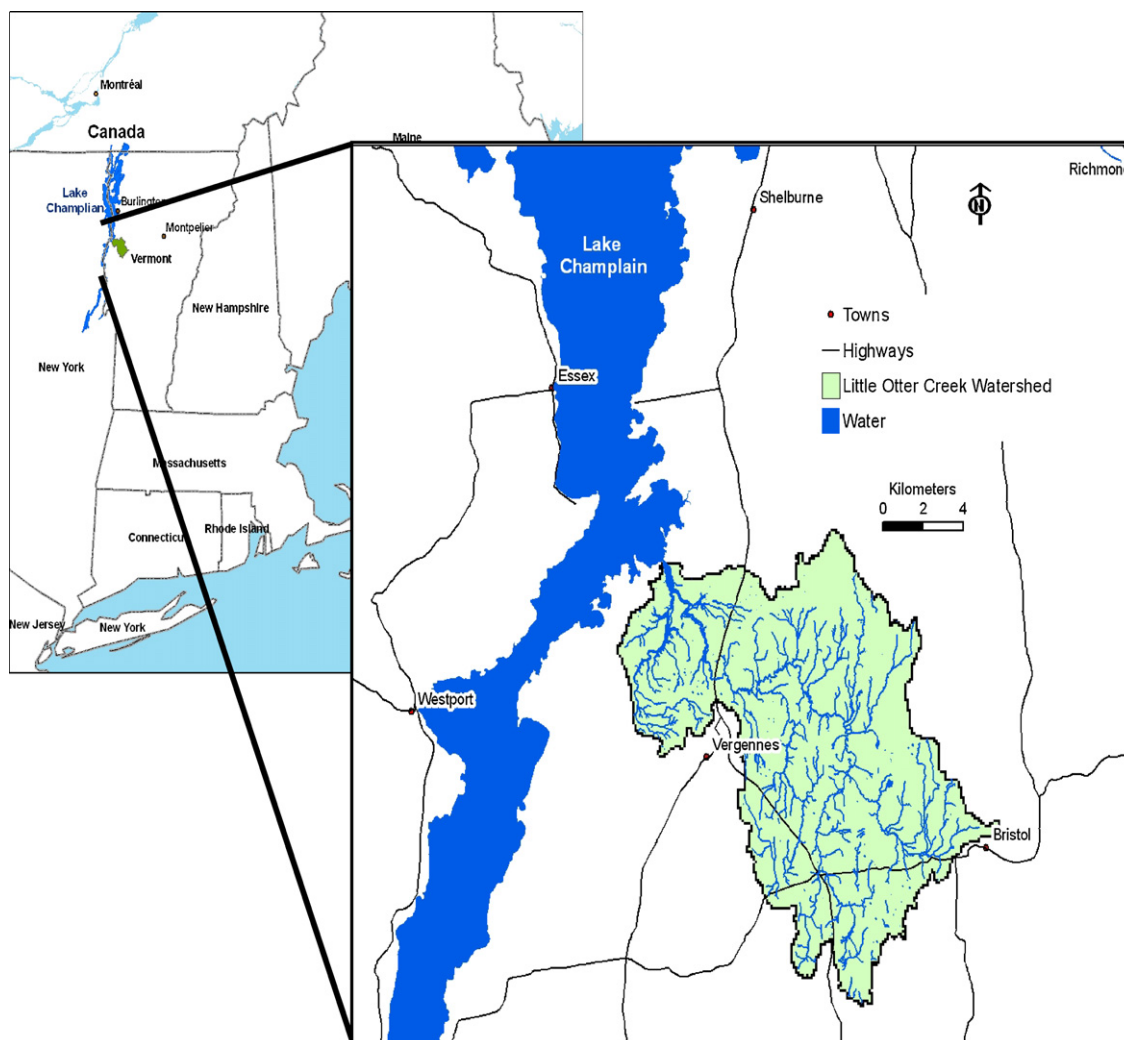 Montréal
Canada
Maine
Lake
Champlian
Burlington
Montpelier
Vermont
New Hampshire
New York
Massachusetts
Connecticut
Rhode Island
New Jersey
New York
Richmond
Shelburne
N
Lake
Champlain
Towns
Highways
Little Otter Creek Watershed
Water
Essex
Kilometers
0 2 4
Westport
Vergennes
Bristol